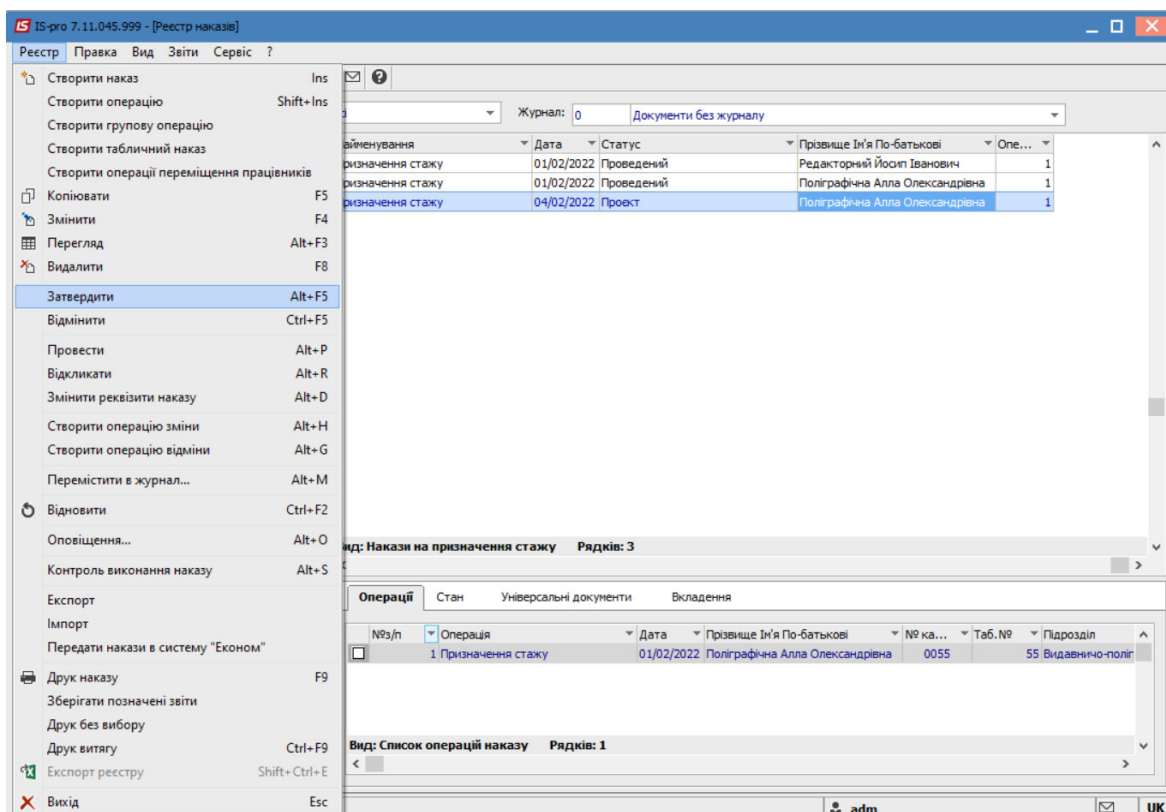 IS-pro 7.11.045.999 - [Реєстр наказів]
Реєстр Правка Вид Звіти Сервіс ?
Створити наказ Ins
Створити операцію Shift+Ins
Створити групову операцію
Створити табличний наказ
Створити операції переміщення працівників
Копіювати F5
Змінити F4
Перегляд Alt+F3
Видалити F8
Затвердити Alt+F5
Відмінити Ctrl+F5
Провести Alt+P
Відкликати Alt+R
Змінити реквізити наказу Alt+D
Створити операцію зміни Alt+H
Створити операцію відміни Alt+G
Перемістити в журнал... Alt+M
Відновити Ctrl+F2
Оповіщення... Alt+O
Контроль виконання наказу Alt+S
Експорт
Імпорт
Передати накази в систему "Економ"
Друк наказу F9
Зберігати позначені звіти
Друк без вибору
Друк витягу Ctrl+F9
Експорт реєстру Shift+Ctrl+E
Вихід Esc
Журнал: 0 Документи без журналу
айменування Дата Статус Прізвище Ім'я По-батькові Опе...
ризначення стажу 01/02/2022 Проведений Редакторний Йосип Іванович 1
ризначення стажу 01/02/2022 Проведений Поліграфічна Алла Олександрівна 1
ризначення стажу 04/02/2022 Проєкт Поліграфічна Алла Олександрівна 1
ид: Накази на призначення стажу Рядків: 3
Операції Стан Універсальні документи Вкладення
№з/п Операція Дата Прізвище Ім'я По-батькові № ка... Таб.№ Підрозділ
1 Призначення стажу 01/02/2022 Поліграфічна Алла Олександрівна 0055 55 Видавничо-поліг
Вид: Список операцій наказу Рядків: 1
adm UK